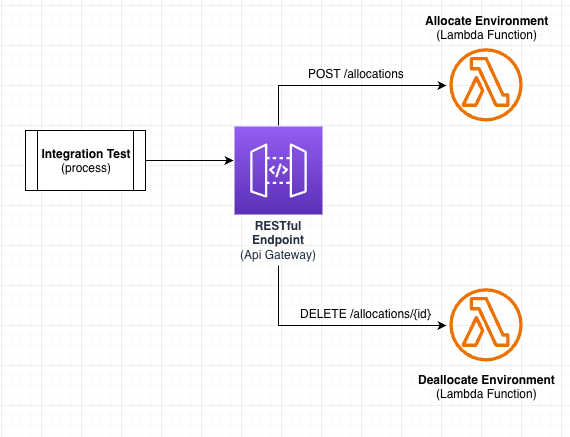 Allocate Environment
(Lambda Function)
POST /allocations
Integration Test
(process)
</>
RESTful
Endpoint
(Api Gateway)
DELETE /allocations/{id}
Deallocate Environment
(Lambda Function)